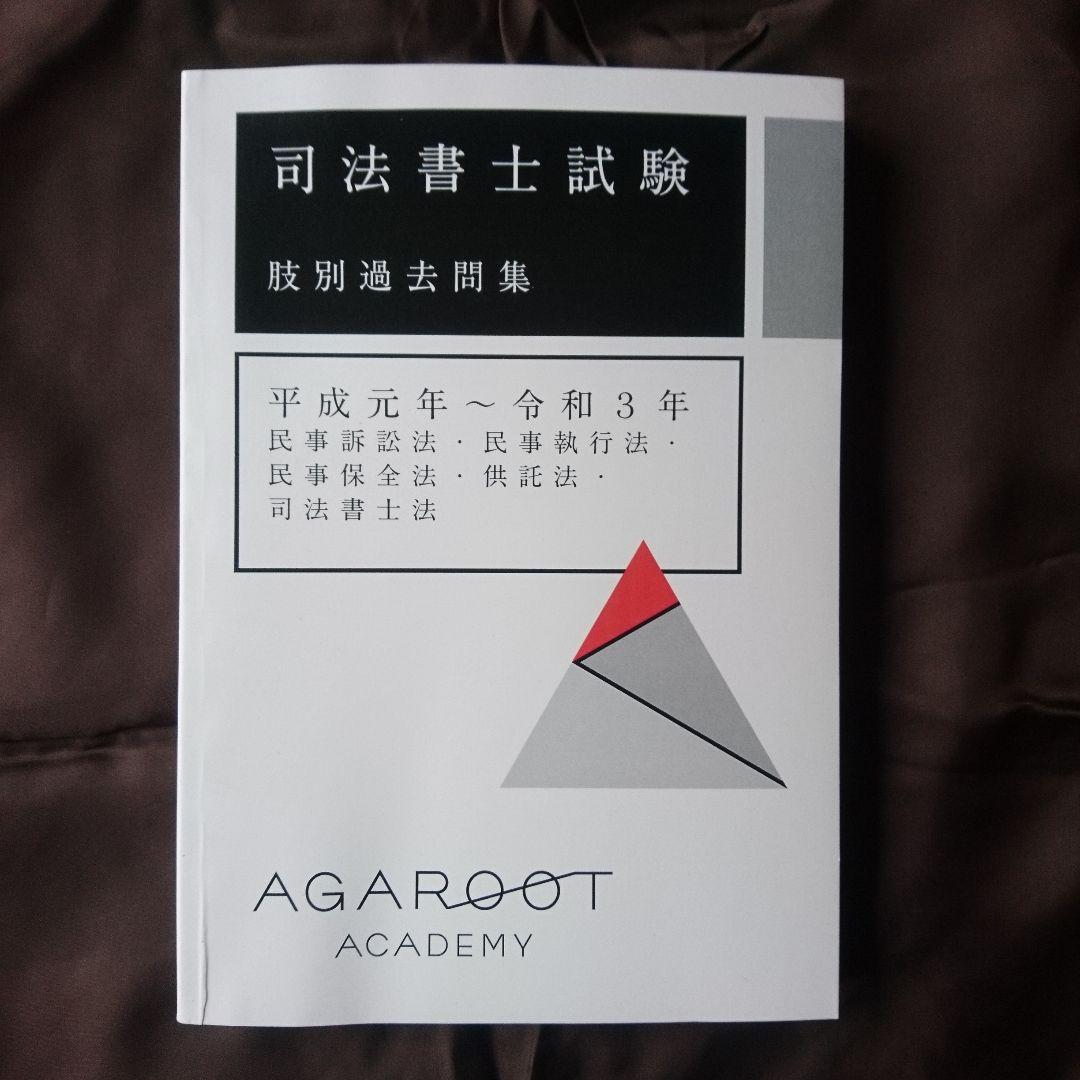 司法書士試験
肢別過去問集
平成元年～令和3年
民事訴訟法・民事執行法・
民事保全法・供託法・
司法書士法
AGAROOT
ACADEMY